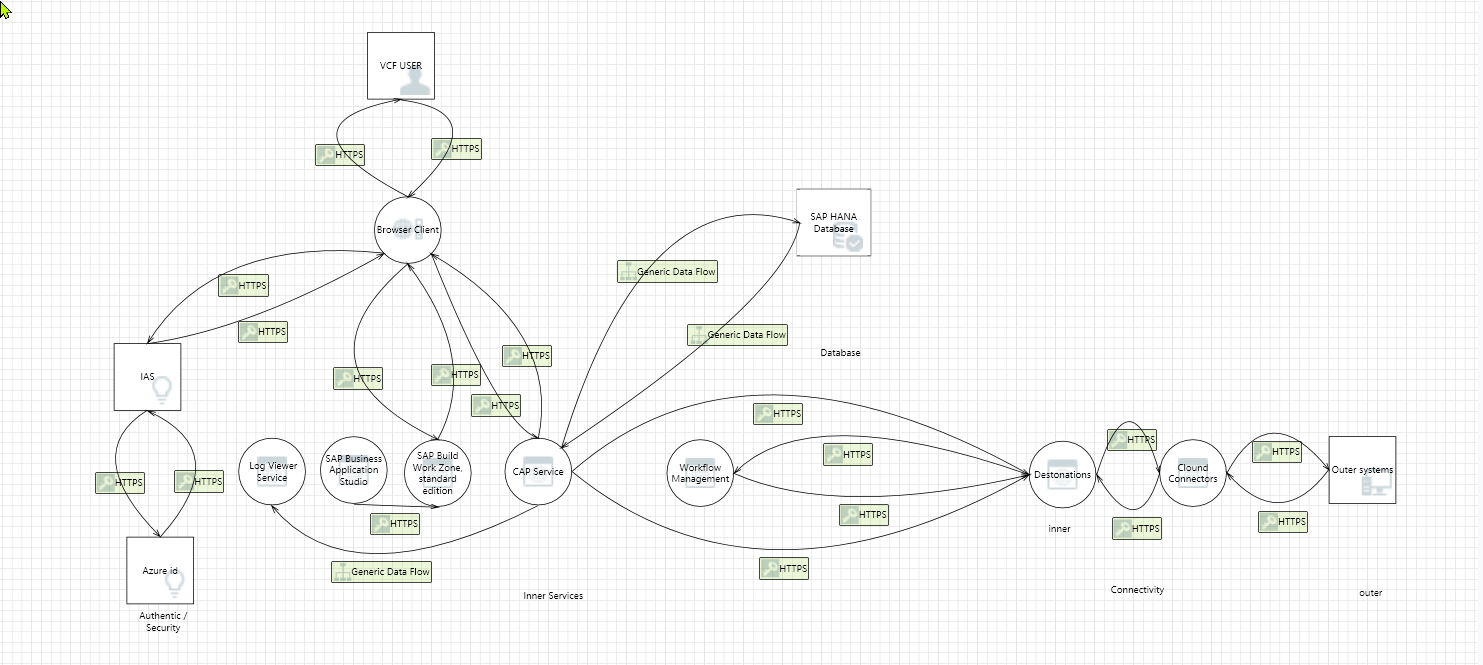 VCF USER
HTTPS
HTTPS
Browser Client
SAP HANA
Database
Generic Data Flow
HTTPS
HTTPS
Generic Data Flow
Database
HTTPS
IAS
HTTPS
HTTPS
HTTPS
HTTPS
HTTPS
HTTPS
Log Viewer
Service
SAP Business
Application
Studio
SAP Build
Work Zone,
standard
edition
CAP Service
Workflow
Management
HTTPS
Destonations
Clound
Connectors
HTTPS
Outer systems
HTTPS
HTTPS
HTTPS
HTTPS
HTTPS
HTTPS
inner
HTTPS
Azure id
Generic Data Flow
HTTPS
Inner Services
Connectivity
outer
Authentic /
Security